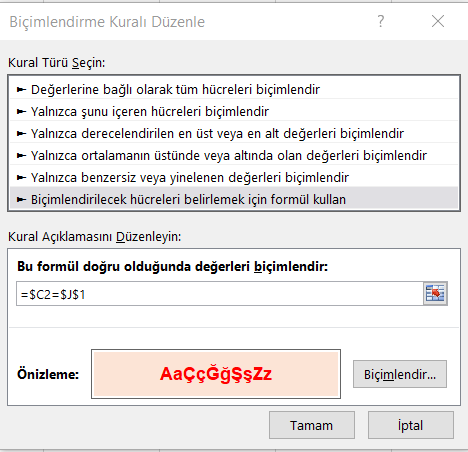 Biçimlendirme Kuralı Düzenle
?
Kural Türü Seçin:
► Değerlerine bağlı olarak tüm hücreleri biçimlendir
► Yalnızca şunu içeren hücreleri biçimlendir
► Yalnızca derecelendirilen en üst veya en alt değerleri biçimlendir
► Yalnızca ortalamanın üstünde veya altında olan değerleri biçimlendir
► Yalnızca benzersiz veya yinelenen değerleri biçimlendir
► Biçimlendirilecek hücreleri belirlemek için formül kullan
Kural Açıklamasını Düzenleyin:
Bu formül doğru olduğunda değerleri biçimlendir:
=$C2=$J$1
Önizleme: AaÇçĞğŞşZz Biçimlendir...
Tamam İptal